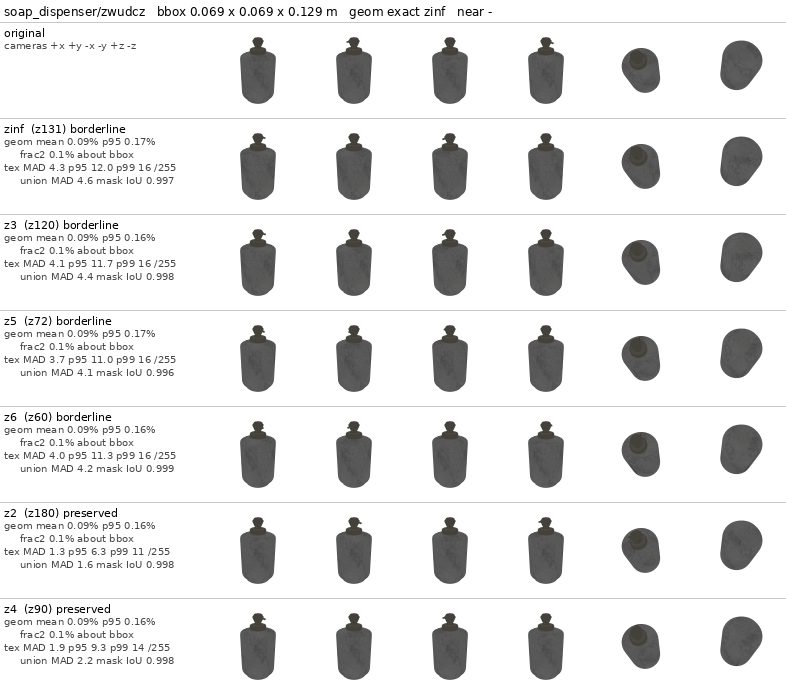 soap_dispenser/zwudcz   bbox 0.069 x 0.069 x 0.129 m   geom exact zinf   near -
original
cameras +x +y -x -y +z -z
zinf  (z131) borderline
geom mean 0.09% p95 0.17%
frac2 0.1% about bbox
tex MAD 4.3 p95 12.0 p99 16 /255
union MAD 4.6 mask IoU 0.997
z3  (z120) borderline
geom mean 0.09% p95 0.16%
frac2 0.1% about bbox
tex MAD 4.1 p95 11.7 p99 16 /255
union MAD 4.4 mask IoU 0.998
z5  (z72) borderline
geom mean 0.09% p95 0.17%
frac2 0.1% about bbox
tex MAD 3.7 p95 11.0 p99 16 /255
union MAD 4.1 mask IoU 0.996
z6  (z60) borderline
geom mean 0.09% p95 0.16%
frac2 0.1% about bbox
tex MAD 4.0 p95 11.3 p99 16 /255
union MAD 4.2 mask IoU 0.999
z2  (z180) preserved
geom mean 0.09% p95 0.16%
frac2 0.1% about bbox
tex MAD 1.3 p95 6.3 p99 11 /255
union MAD 1.6 mask IoU 0.998
z4  (z90) preserved
geom mean 0.09% p95 0.16%
frac2 0.1% about bbox
tex MAD 1.9 p95 9.3 p99 14 /255
union MAD 2.2 mask IoU 0.998